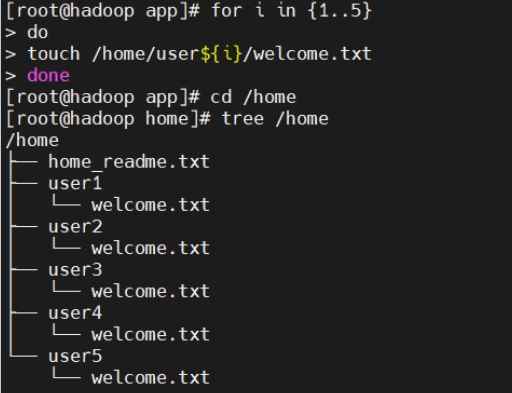 [root@hadoop app]# for i in {1..5}
> do
> touch /home/user${i}/welcome.txt
> done
[root@hadoop app]# cd /home
[root@hadoop home]# tree /home
/home
├── home_readme.txt
├── user1
│   └── welcome.txt
├── user2
│   └── welcome.txt
├── user3
│   └── welcome.txt
├── user4
│   └── welcome.txt
└── user5
    └── welcome.txt